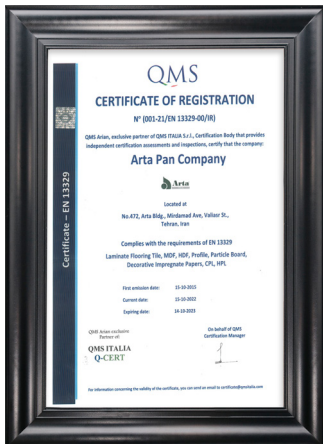 QMS
CERTIFICATE OF REGISTRATION
N° (001-21/EN 13329-00/IR)
QMS Arian, exclusive partner of QMS ITALIA S.r.l., Certification Body that provides
independent certification assessments and inspections, certify that the company:
Arta Pan Company
Arta
Located at
No.472, Arta Bldg., Mirdamad Ave, Valiasr St.,
Tehran, Iran
Complies with the requirements of EN 13329
Laminate Flooring Tile, MDF, HDF, Profile, Particle Board,
Decorative Impregnate Papers, CPL, HPL
First emission date: 15-10-2015
Current date: 15-10-2022
Expiring date: 14-10-2023
QMS Arian exclusive
Partner of:
QMS ITALIA
Q-CERT
On behalf of QMS
Certification Manager
For information concerning the validity of the certificate, you can send an email to certificate@qmsitalia.com
Certificate – EN 13329